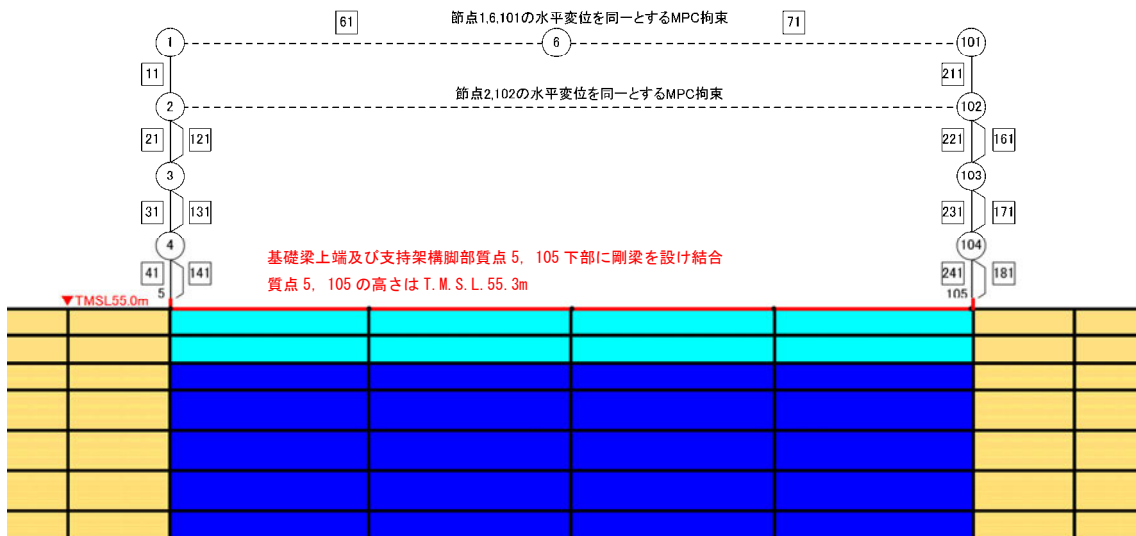 61 節点1,6,101の水平変位を同一とするMPC拘束 71
1 6 101
11 211
節点2,102の水平変位を同一とするMPC拘束
2 102
21 121 221 161
3 103
31 131 231 171
4 104
基礎梁上端及び支持架構脚部質点 5, 105 下部に剛梁を設け結合
41 141 241 181
質点 5, 105 の高さは T.M.S.L.55.3m
5 105
▼TMSL55.0m